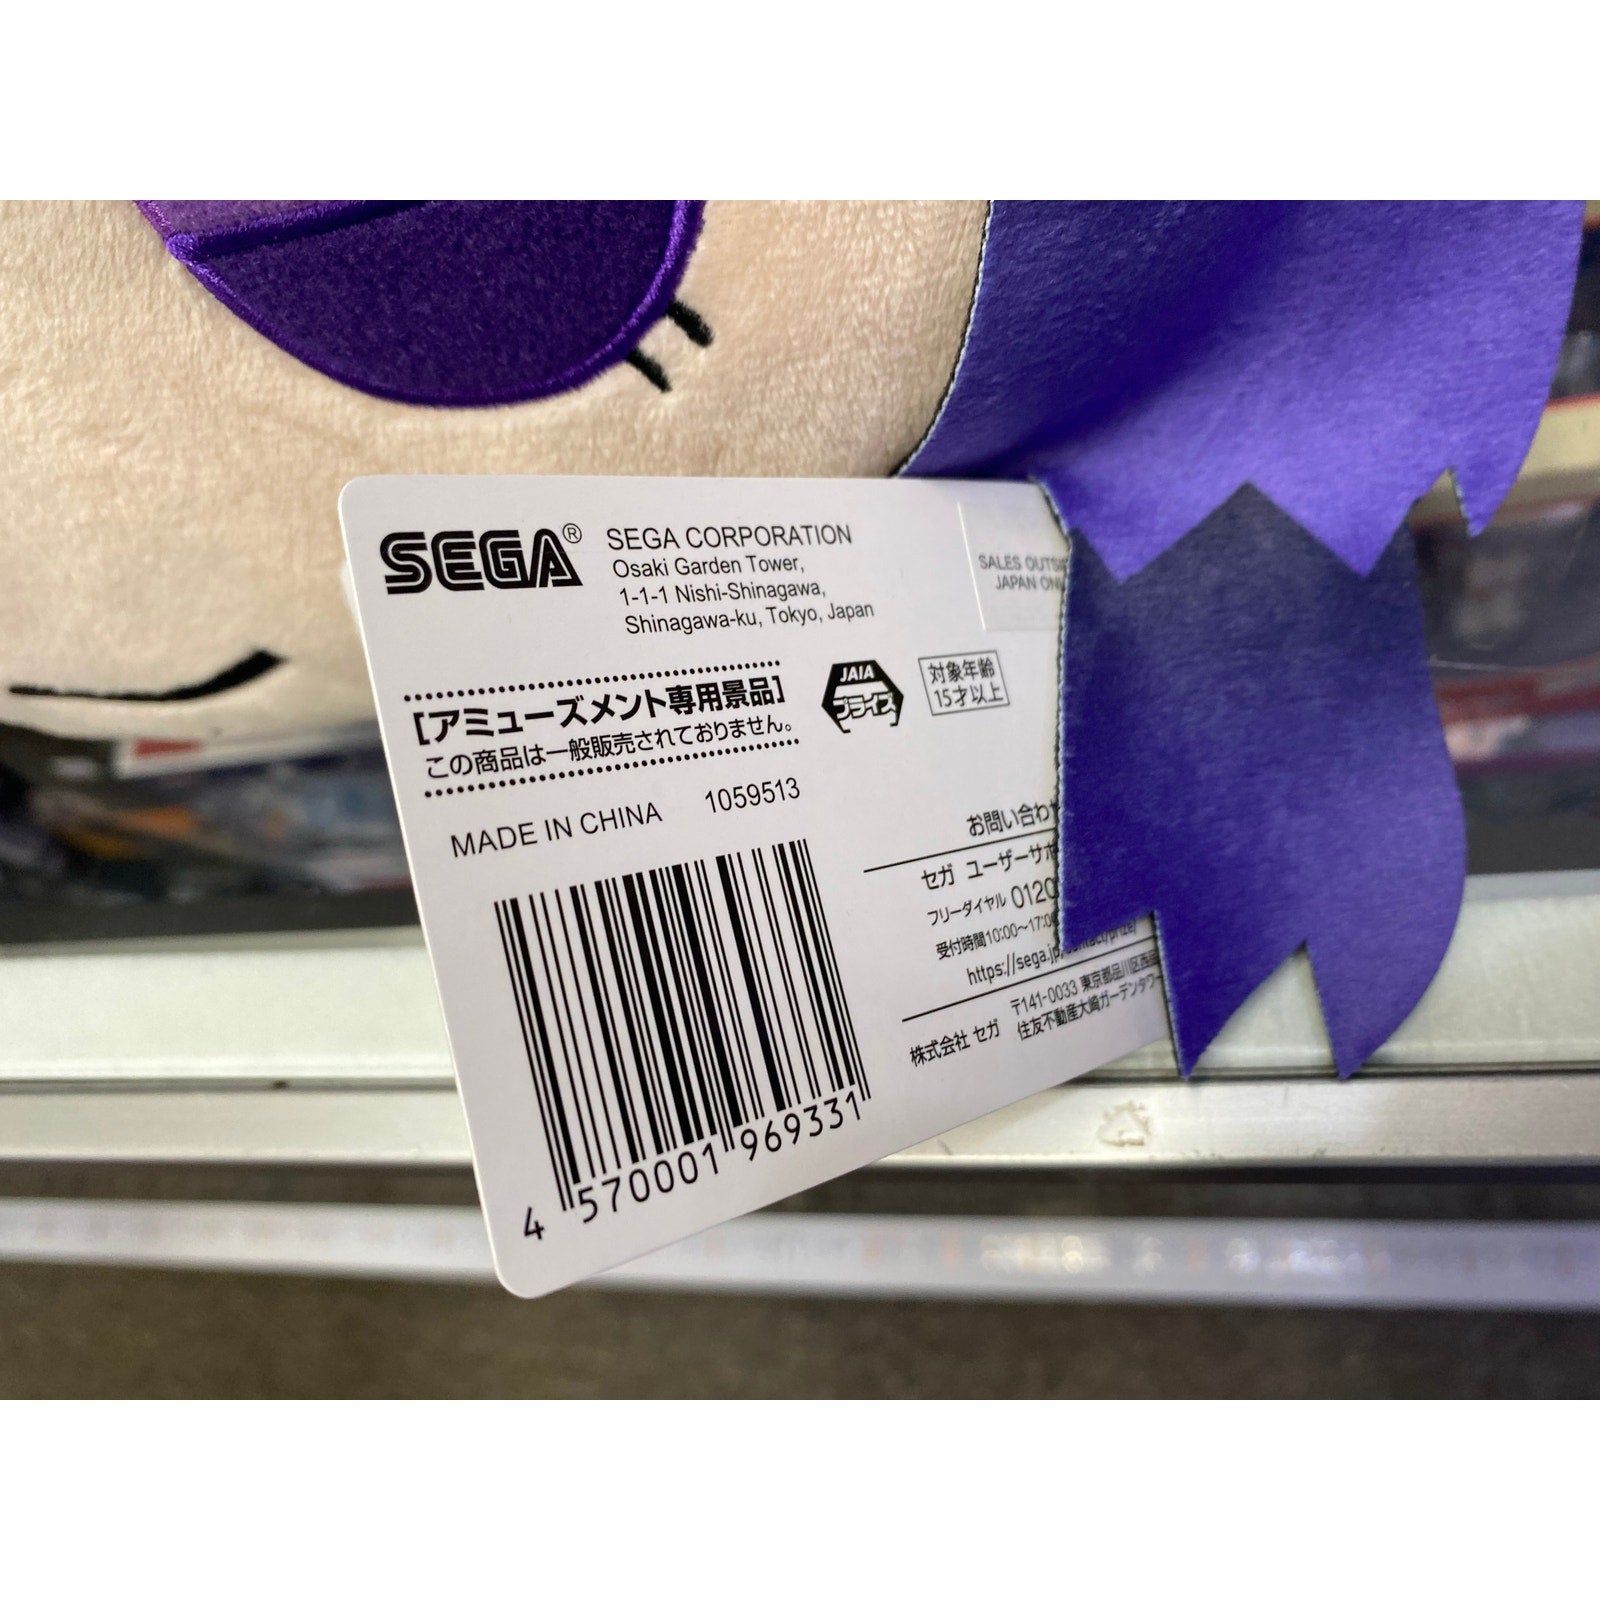 SEGA®
SEGA CORPORATION
Osaki Garden Tower,
1-1-1 Nishi-Shinagawa,
Shinagawa-ku, Tokyo, Japan
SALES
JAPAN
[アミューズメント専用景品]
この商品は一般販売されておりません。
JAIA
プライズ
対象年齢
15才以上
MADE IN CHINA 1059513
4 570001 969331
お問い合わ
セガ ユーザーサポ
フリーダイヤル 0120
受付時間10:00～17:00
https://sega.jp/contact/prize/
株式会社 セガ
〒141-0033 東京都品川区西品
住友不動産大崎ガーデンタワー